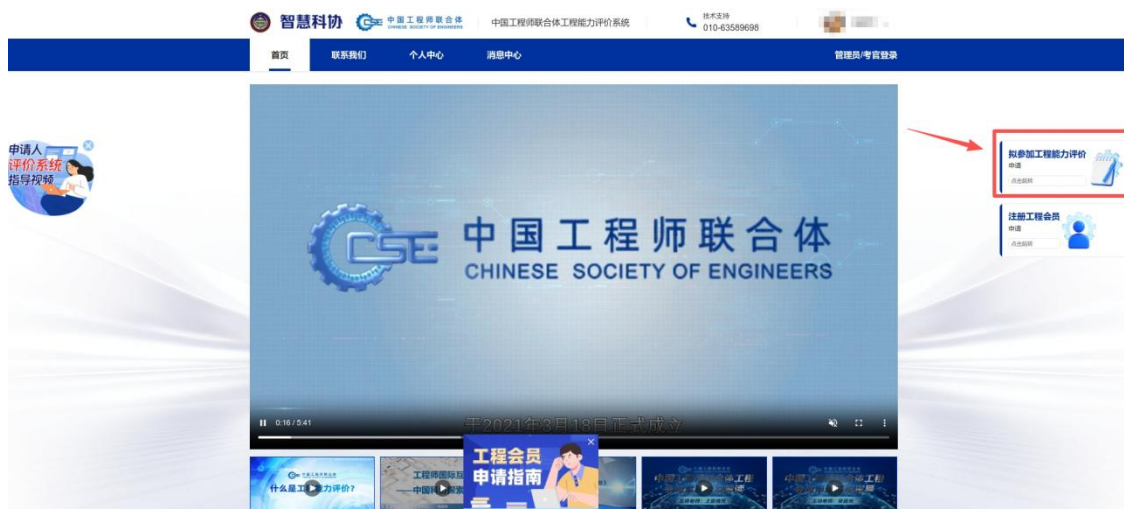 智慧科协
CSE 中国工程师联合体
CHINESE SOCIETY OF ENGINEERS
中国工程师联合体工程能力评价系统
技术支持
010-63589698
首页 联系我们 个人中心 消息中心 管理员/考官登录
申请人
评价系统
指导视频
拟参加工程能力评价
申请
点击跳转
注册工程会员
申请
点击跳转
CSE 中国工程师联合体
CHINESE SOCIETY OF ENGINEERS
于2021年3月18日正式成立
0:16 / 5:41
工程会员
申请指南
什么是工程能力评价?
工程师国际互